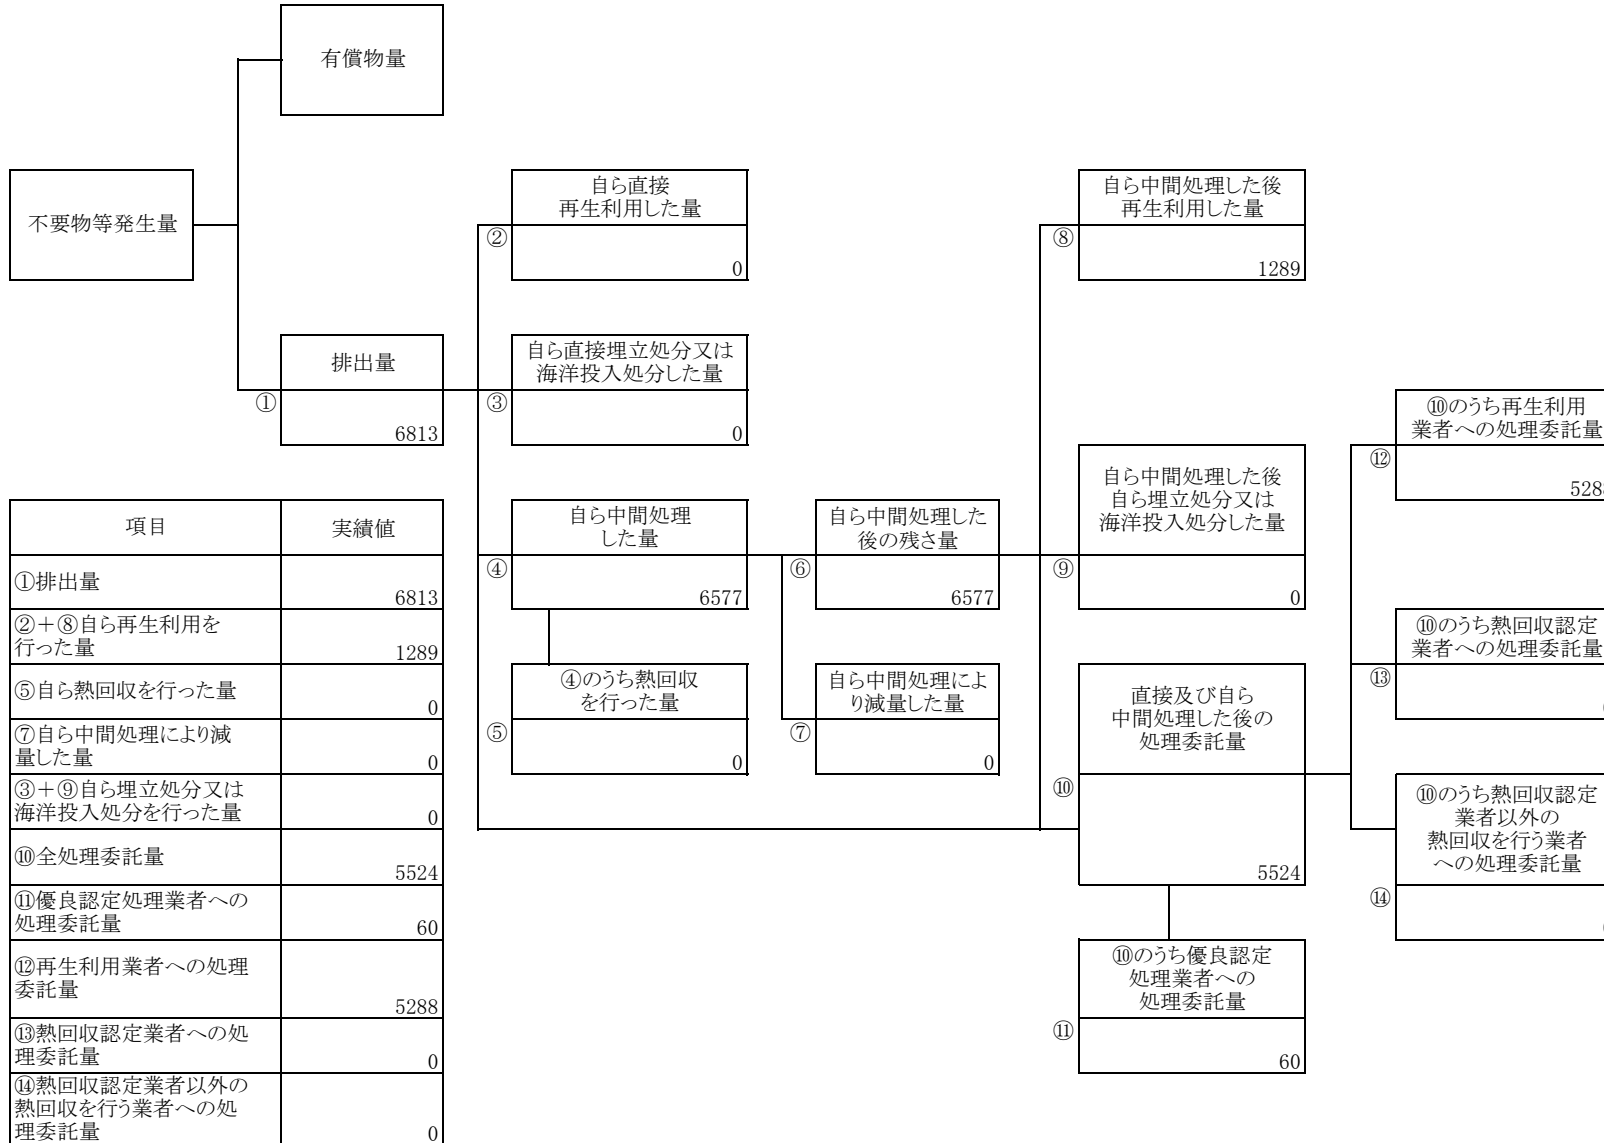 有償物量
不要物等発生量
排出量
①
6813
自ら直接
再生利用した量
②
0
自ら直接埋立処分又は
海洋投入処分した量
③
0
自ら中間処理
した量
④
6577
④のうち熱回収
を行った量
⑤
0
自ら中間処理した
後の残さ量
⑥
6577
自ら中間処理によ
り減量した量
⑦
0
自ら中間処理した後
再生利用した量
⑧
1289
自ら中間処理した後
自ら埋立処分又は
海洋投入処分した量
⑨
0
直接及び自ら
中間処理した後の
処理委託量
⑩
5524
⑩のうち優良認定
処理業者への
処理委託量
⑪
60
⑩のうち再生利用
業者への処理委託量
⑫
528
⑩のうち熱回収認定
業者への処理委託量
⑬
⑩のうち熱回収認定
業者以外の
熱回収を行う業者
への処理委託量
⑭
項目 実績値
①排出量 6813
②＋⑧自ら再生利用を
行った量 1289
⑤自ら熱回収を行った量 0
⑦自ら中間処理により減
量した量 0
③＋⑨自ら埋立処分又は
海洋投入処分を行った量 0
⑩全処理委託量 5524
⑪優良認定処理業者への
処理委託量 60
⑫再生利用業者への処理
委託量 5288
⑬熱回収認定業者への処
理委託量 0
⑭熱回収認定業者以外の
熱回収を行う業者への処
理委託量 0